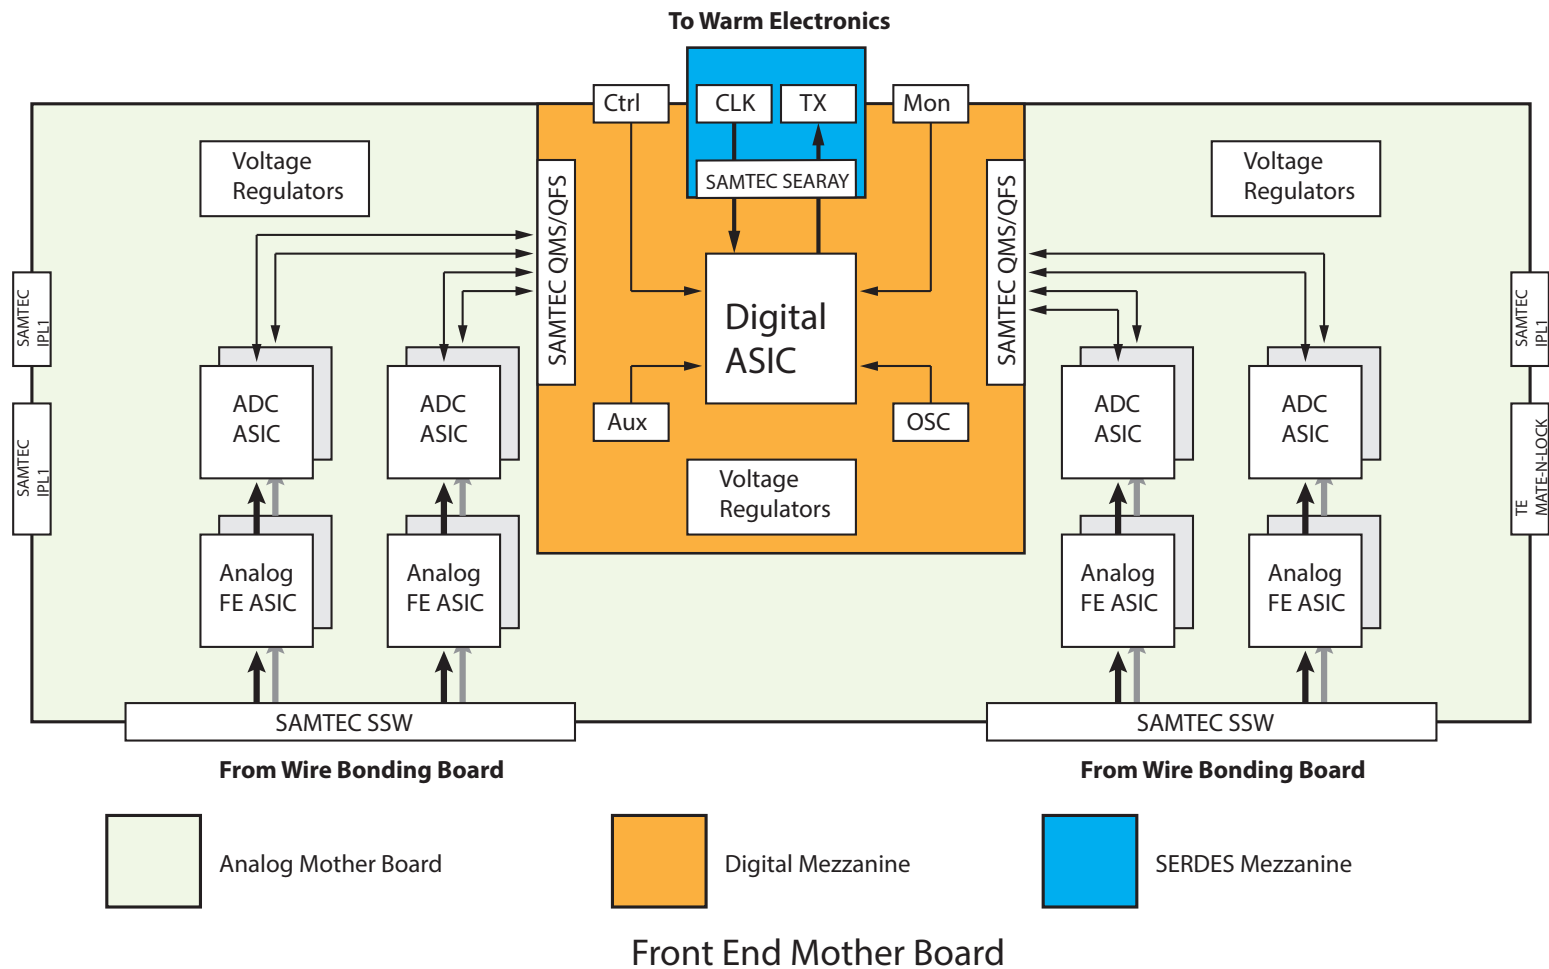 To Warm Electronics
Ctrl
CLK
TX
Mon
Voltage
Regulators
SAMTEC SEARAY
Voltage
Regulators
SAMTEC QMS/QFS
SAMTEC QMS/QFS
SAMTEC
IPL1
SAMTEC
IPL1
Digital
ASIC
ADC
ASIC
ADC
ASIC
Aux
OSC
ADC
ASIC
ADC
ASIC
SAMTEC
IPL1
TE
MATE-N-LOCK
Voltage
Regulators
Analog
FE ASIC
Analog
FE ASIC
Analog
FE ASIC
Analog
FE ASIC
SAMTEC SSW
SAMTEC SSW
From Wire Bonding Board
From Wire Bonding Board
Analog Mother Board
Digital Mezzanine
SERDES Mezzanine
Front End Mother Board